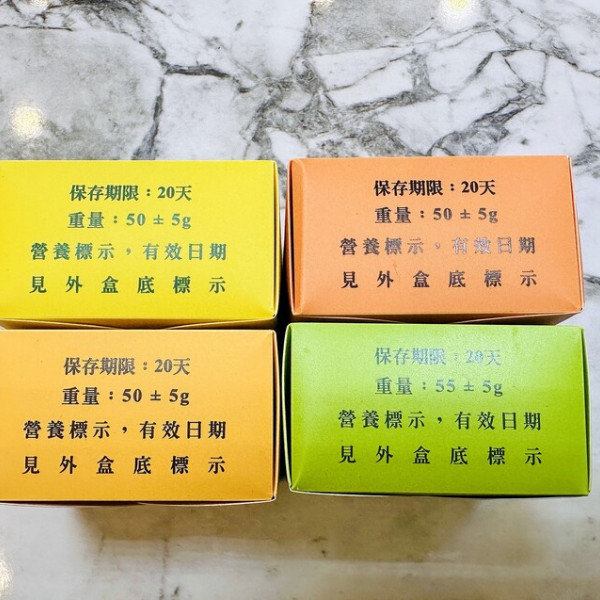 保存期限：20天
重量：50 ± 5g
營養標示，有效日期
見外盒底標示
保存期限：20天
重量：50 ± 5g
營養標示，有效日期
見外盒底標示
保存期限：20天
重量：50 ± 5g
營養標示，有效日期
見外盒底標示
保存期限：20天
重量：55 ± 5g
營養標示，有效日期
見外盒底標示